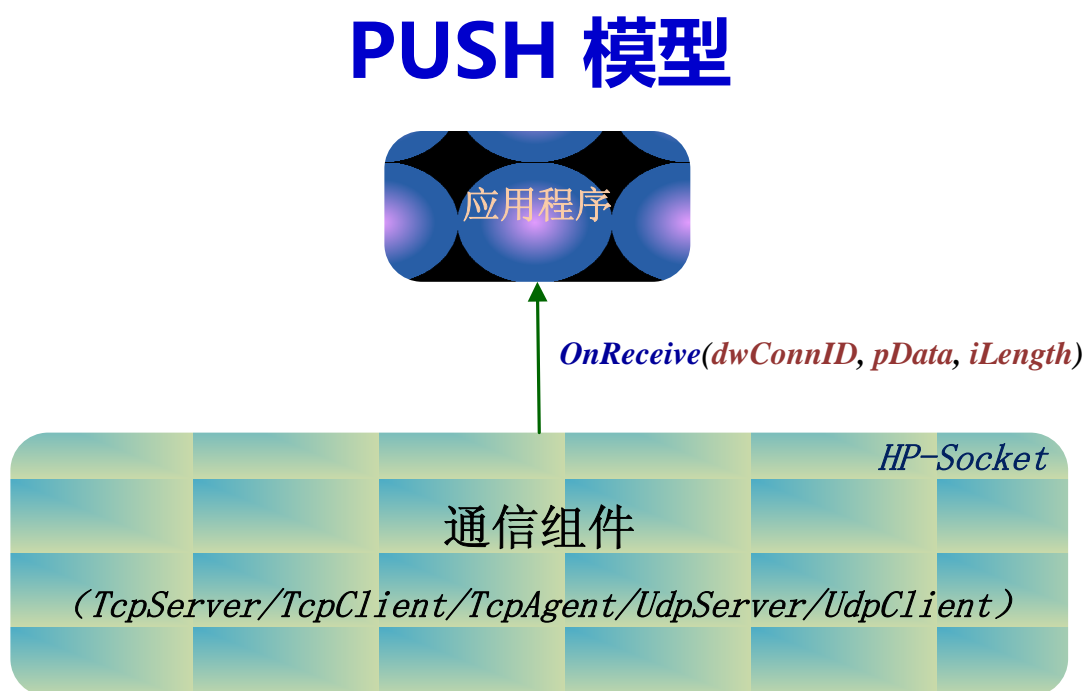 PUSH 模型
应用程序
OnReceive(dwConnID, pData, iLength)
HP-Socket
通信组件
（TcpServer/TcpClient/TcpAgent/UdpServer/UdpClient）